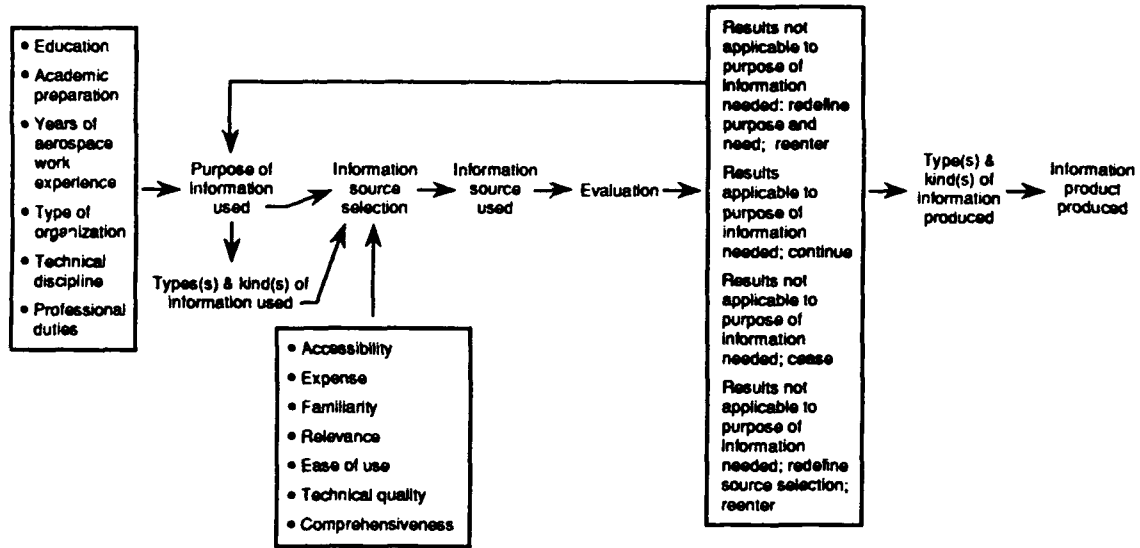 • Education
• Academic
preparation
• Years of
aerospace
work
experience
• Type of
organization
• Technical
discipline
• Professional
duties
Purpose of
information
used
Types(s) & kind(s) of
information used
Information
source
selection
• Accessibility
• Expense
• Familiarity
• Relevance
• Ease of use
• Technical quality
• Comprehensiveness
Information
source
used
Evaluation
Results not
applicable to
purpose of
information
needed: redefine
purpose and
need; reenter
Results
applicable to
purpose of
information
needed; continue
Results not
applicable to
purpose of
information
needed; cease
Results not
applicable to
purpose of
information
needed; redefine
source selection;
reenter
Type(s) &
kind(s) of
information
produced
Information
product
produced